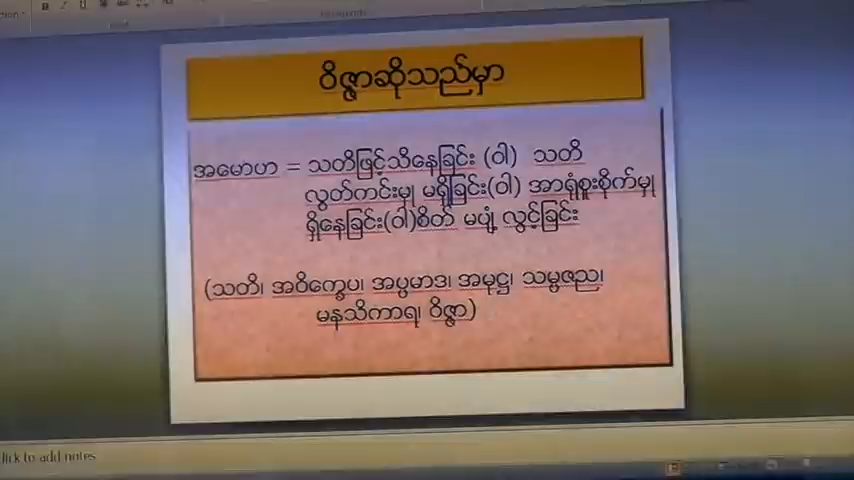 ဝိဇ္ဇာဆိုသည်မှာ
အမောဟ = သတိဖြင့်သိနေခြင်း (ဝါ) သတိ
လွတ်ကင်းမှု မရှိခြင်း(ဝါ) အာရုံစူးစိုက်မှု
ရှိနေခြင်း(ဝါ)စိတ် မပျံ့ လွင့်ခြင်း
(သတိ၊ အဝိက္ခေပ၊ အပ္ပမာဒ၊ အမုဋ္ဌ၊ သမ္ပဇည၊
မနသိကာရ၊ ဝိဇ္ဇာ)
lick to add notes